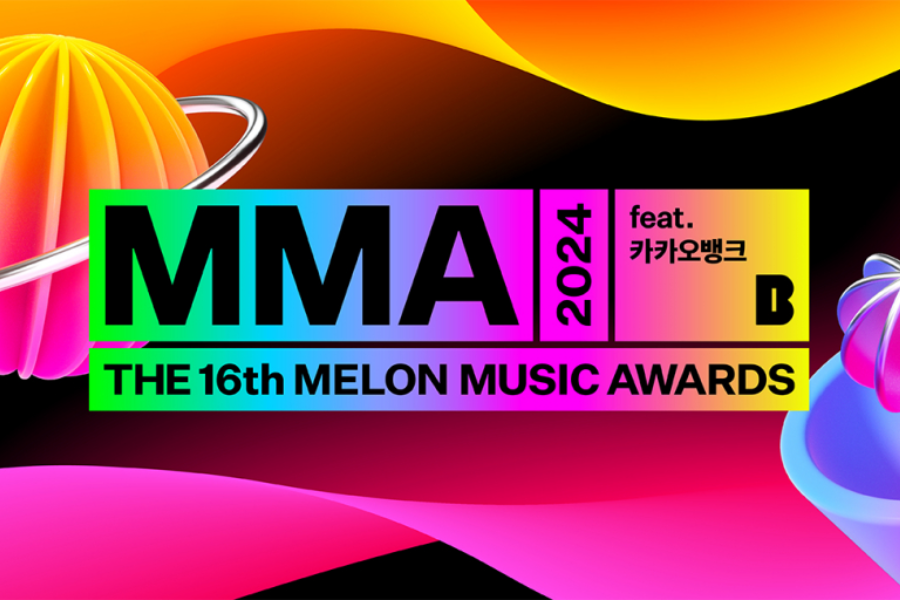 MMA
2024
feat.
카카오뱅크
B
THE 16th MELON MUSIC AWARDS